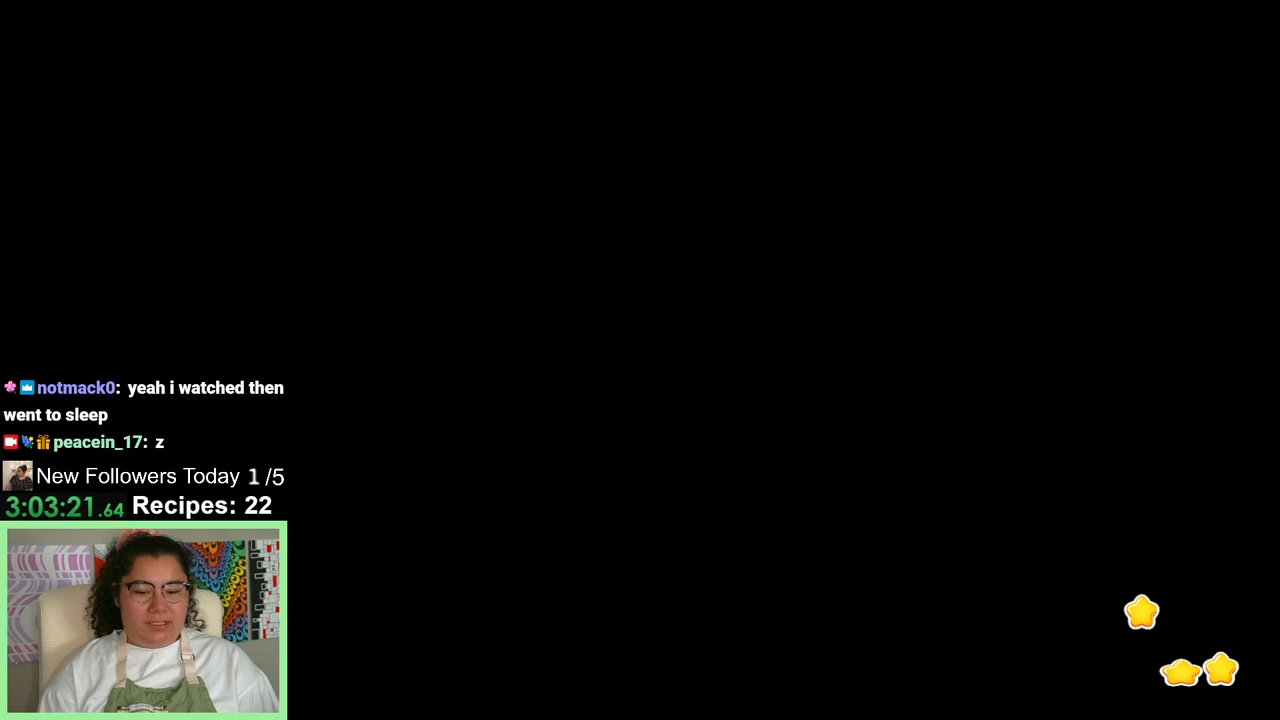 notmack0: yeah i watched then
went to sleep
peacein_17: z
New Followers Today 1 /5
3:03:21.64 Recipes: 22